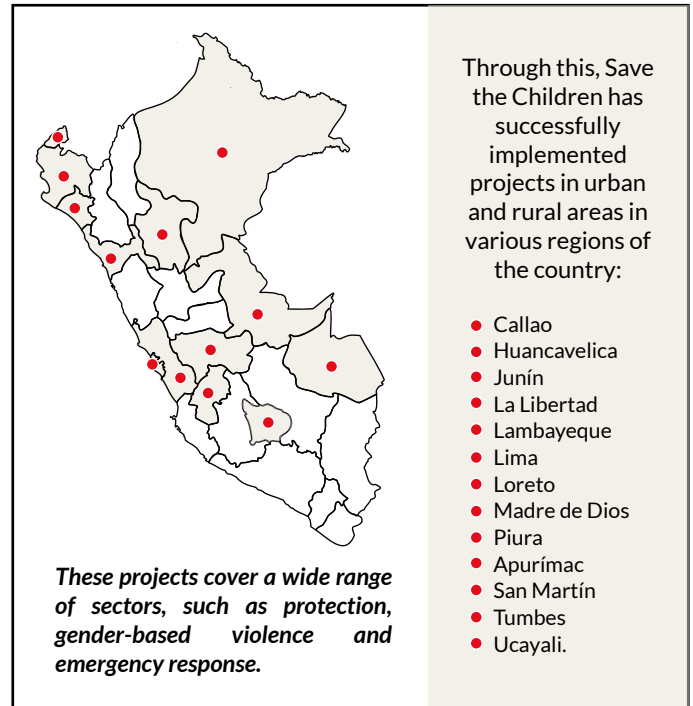 Through this, Save
the Children has
successfully
implemented
projects in urban
and rural areas in
various regions of
the country:
Callao
Huancavelica
Junín
La Libertad
Lambayeque
Lima
Loreto
Madre de Dios
Piura
Apurímac
San Martín
Tumbes
Ucayali.
These projects cover a wide range
of sectors, such as protection,
gender-based violence and
emergency response.